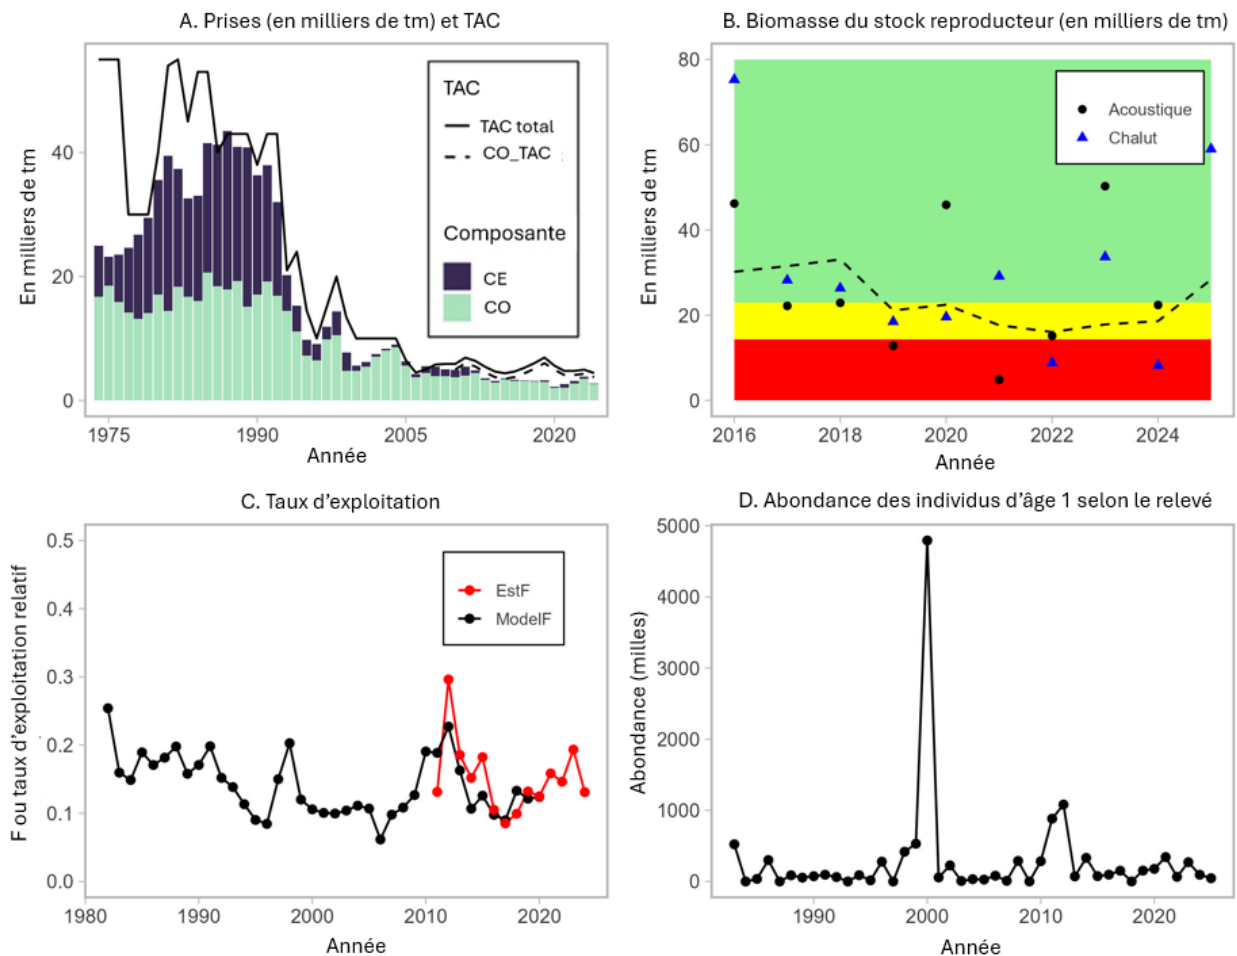 A. Prises (en milliers de tm) et TAC
En milliers de tm
40
20
0
1975
1990
2005
2020
Année
TAC
TAC total
CO_TAC
Composante
CE
CO
B. Biomasse du stock reproducteur (en milliers de tm)
En milliers de tm
80
60
40
20
0
2016
2018
2020
2022
2024
Année
Acoustique
Chalut
C. Taux d'exploitation
F ou taux d'exploitation relatif
0.5
0.4
0.3
0.2
0.1
0.0
1980
1990
2000
2010
2020
Année
EstF
ModelF
D. Abondance des individus d'âge 1 selon le relevé
Abondance (milles)
5000
4000
3000
2000
1000
0
1990
2000
2010
2020
Année